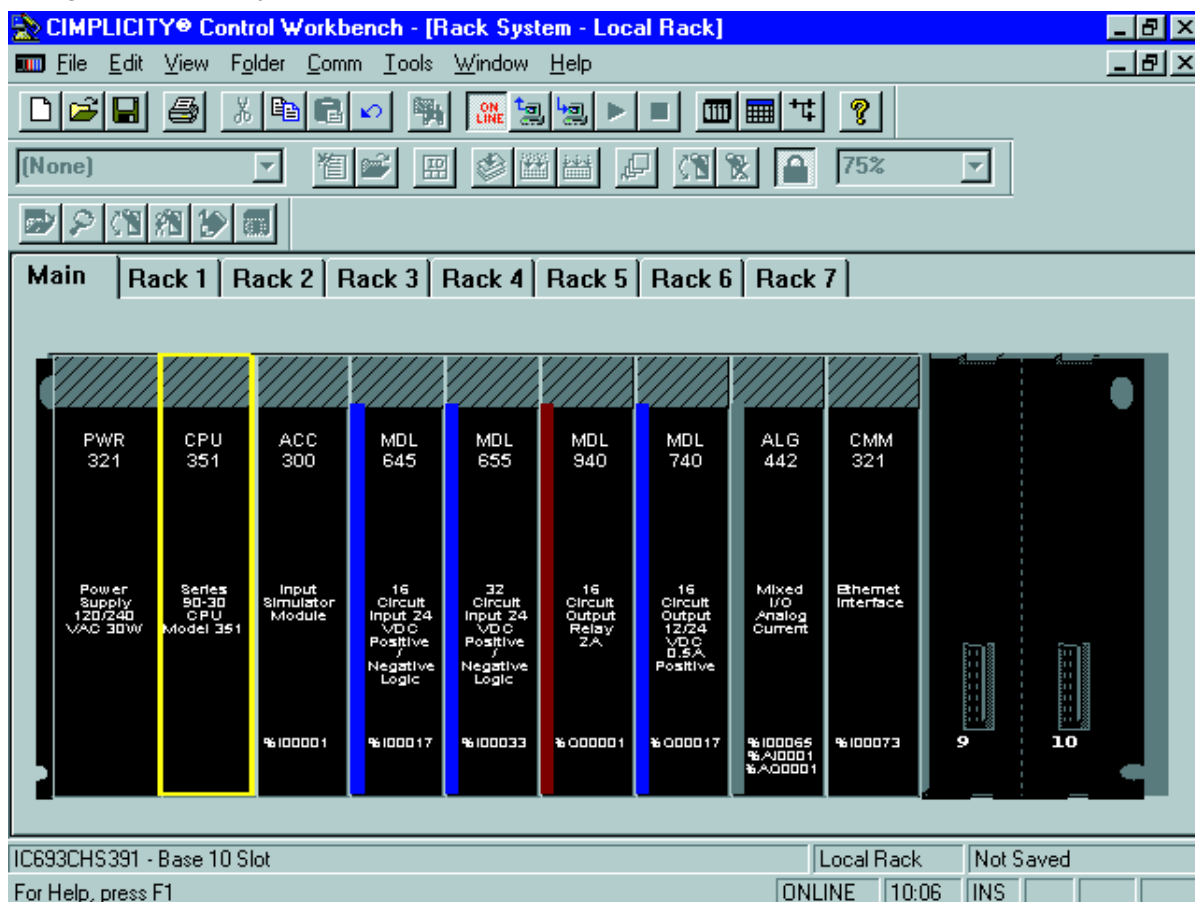 CIMPLICITY® Control Workbench - [Rack System - Local Rack]
File Edit View Folder Comm Tools Window Help
ON
LINE
(None) 75%
Main Rack 1 Rack 2 Rack 3 Rack 4 Rack 5 Rack 6 Rack 7
PWR
321
Power
Supply
120/240
VAC 30W
CPU
351
Series
90-30
CPU
Model 351
ACC
300
Input
Simulator
Module
%I00001
MDL
645
16
Circuit
Input 24
VDC
Positive
/
Negative
Logic
%I00017
MDL
655
32
Circuit
Input 24
VDC
Positive
/
Negative
Logic
%I00033
MDL
940
16
Circuit
Output
Relay
2A
%Q00001
MDL
740
16
Circuit
Output
12/24
VDC
0.5A
Positive
%Q00017
ALG
442
Mixed
I/O
Analog
Current
%I00065
%AI0001
%AQ0001
CMM
321
Ethernet
Interface
%I00073
9
10
IC693CHS391 - Base 10 Slot Local Rack Not Saved
For Help, press F1 ONLINE 10:06 INS